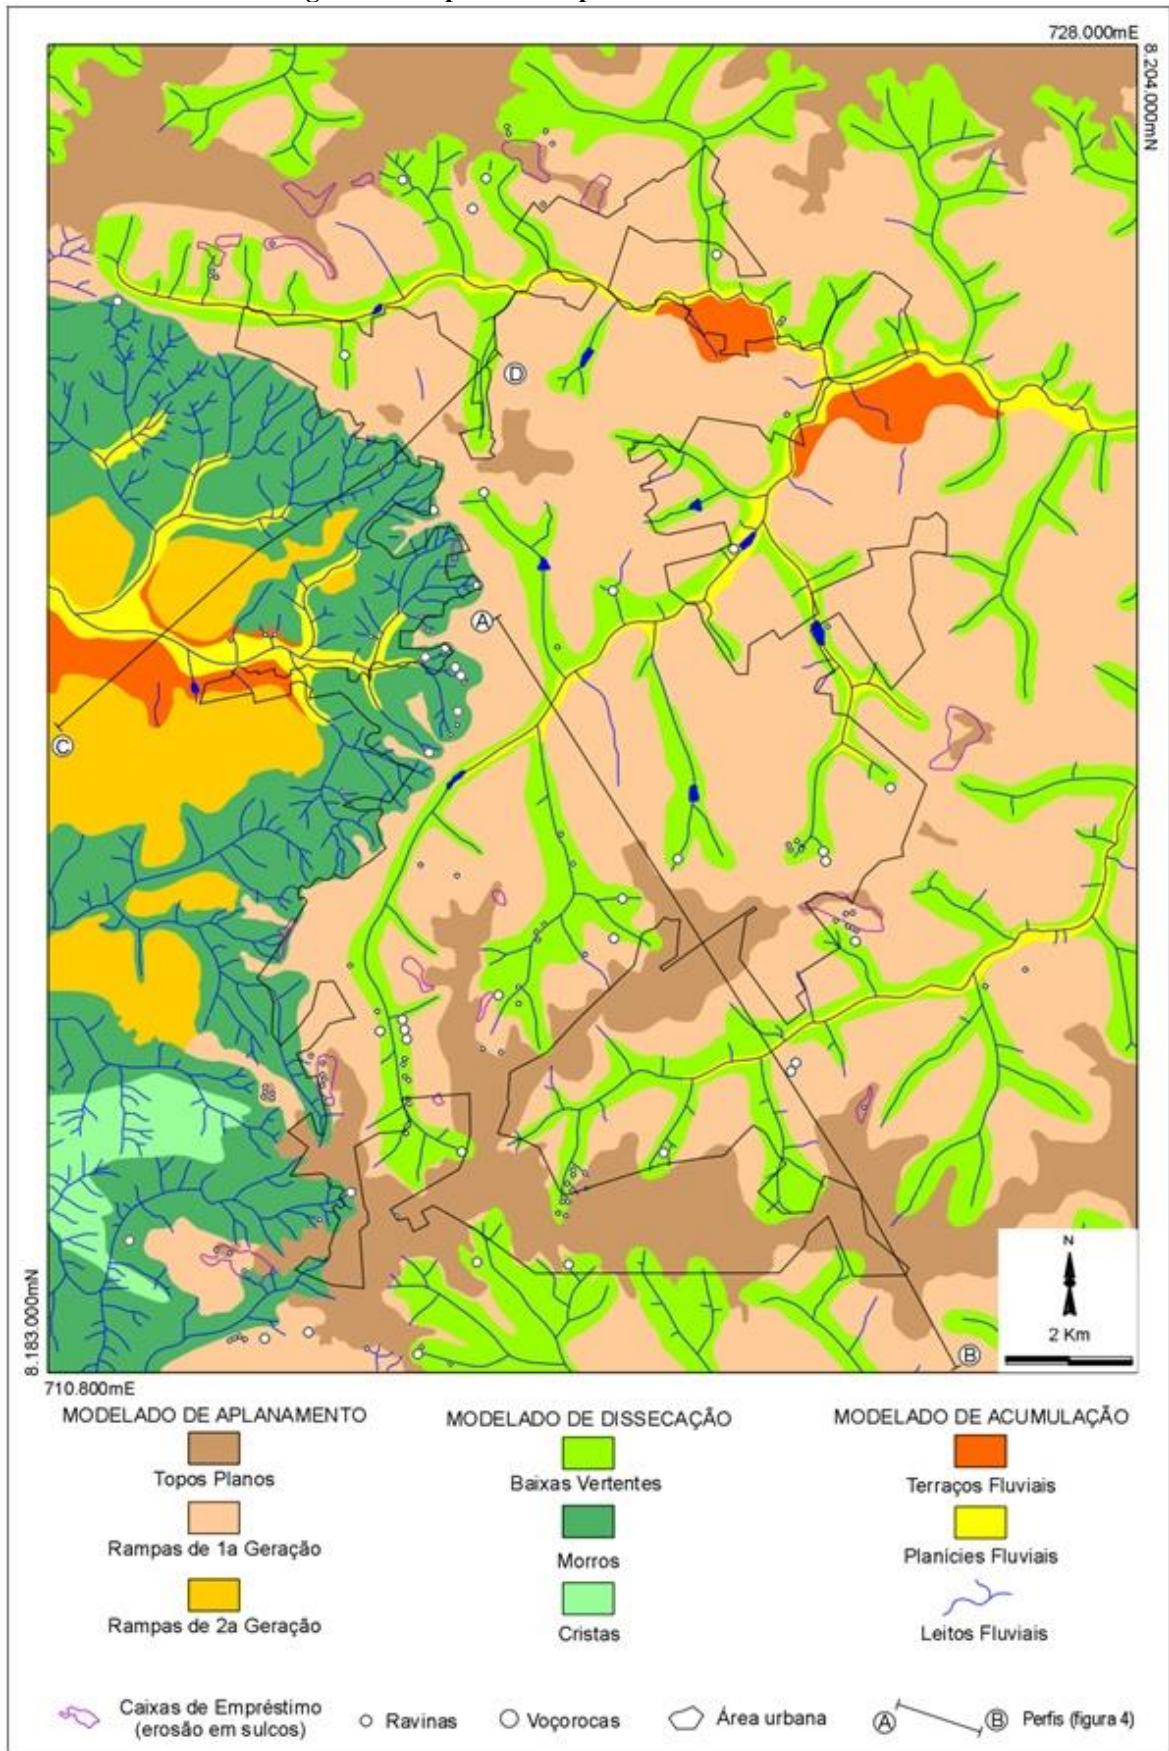 728.000mE
8.204.000mN
D
A
C
N
2 Km
B
8.183.000mN
710.800mE
MODELADO DE APLANAMENTO
Topos Planos
Rampas de 1a Geração
Rampas de 2a Geração
MODELADO DE DISSECAÇÃO
Baixas Vertentes
Morros
Cristas
MODELADO DE ACUMULAÇÃO
Terraços Fluviais
Planícies Fluviais
Leitos Fluviais
Caixas de Empréstimo
(erosão em sulcos)
Ravinas
Voçorocas
Área urbana
A
B
Perfis (figura 4)